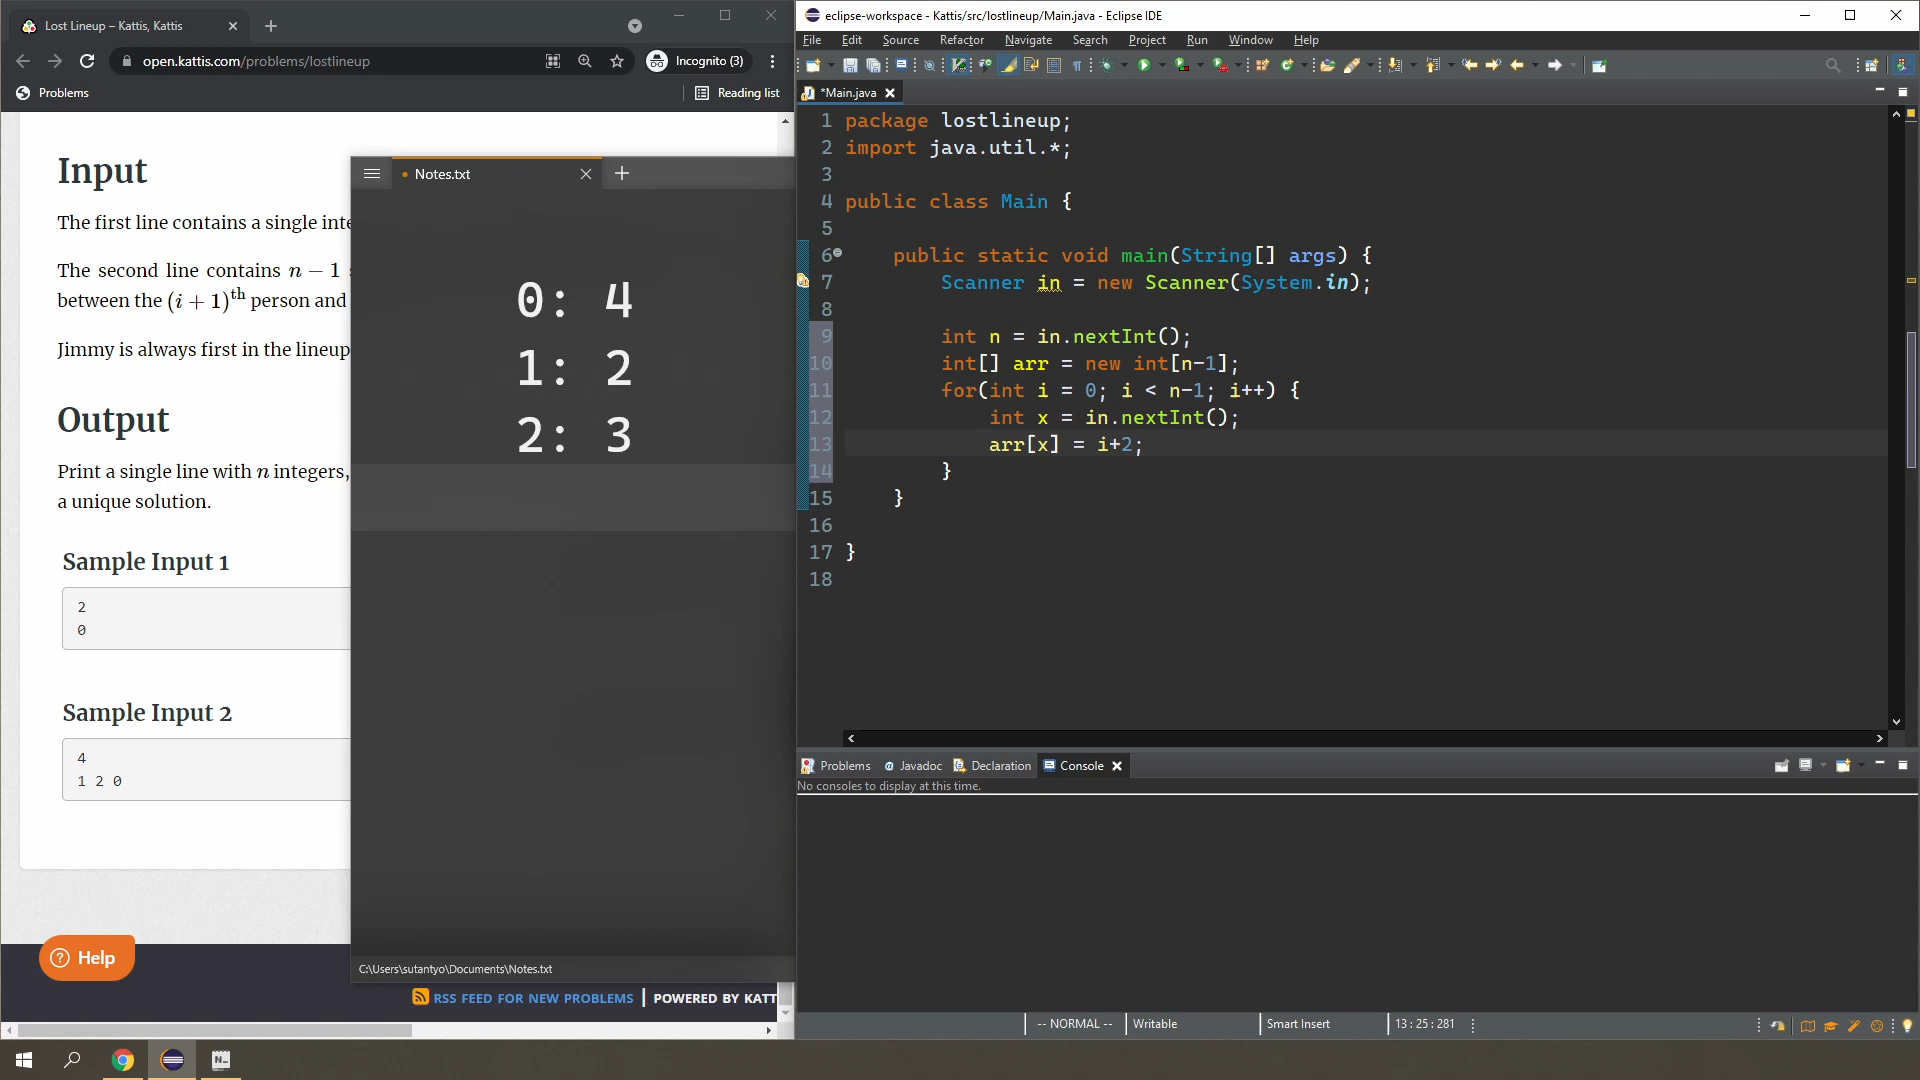 Lost Lineup – Kattis, Kattis
open.kattis.com/problems/lostlineup
Incognito (3)
Problems
Reading list
Input
The first line contains a single inte
The second line contains n − 1 s
between the (i + 1)th person and
Jimmy is always first in the lineup
Output
Print a single line with n integers,
a unique solution.
Sample Input 1
2
0
Sample Input 2
4
1 2 0
Help
RSS FEED FOR NEW PROBLEMS | POWERED BY KATT
Notes.txt
0: 4
1: 2
2: 3
C:\Users\sutantyo\Documents\Notes.txt
eclipse-workspace - Kattis/src/lostlineup/Main.java - Eclipse IDE
File Edit Source Refactor Navigate Search Project Run Window Help
*Main.java
1 package lostlineup;
2 import java.util.*;
3
4 public class Main {
5
6 public static void main(String[] args) {
7 Scanner in = new Scanner(System.in);
8
9 int n = in.nextInt();
10 int[] arr = new int[n-1];
11 for(int i = 0; i < n-1; i++) {
12 int x = in.nextInt();
13 arr[x] = i+2;
14 }
15 }
16
17 }
18
Problems Javadoc Declaration Console
No consoles to display at this time.
-- NORMAL -- Writable Smart Insert 13 : 25 : 281